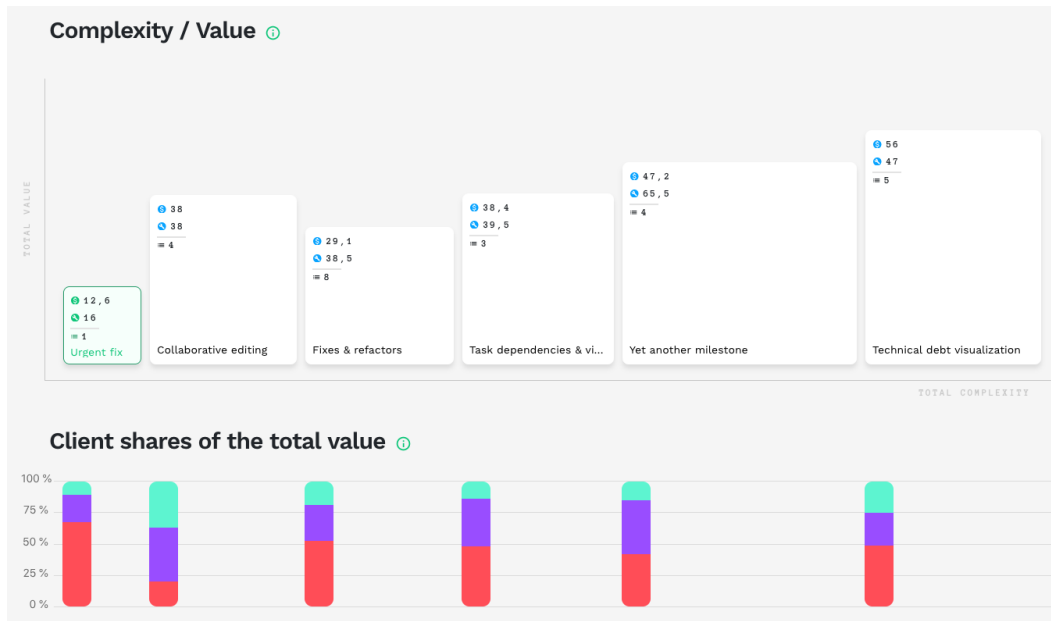 Complexity / Value
TOTAL VALUE
12,6
16
1
Urgent fix
38
38
4
Collaborative editing
29,1
38,5
8
Fixes & refactors
38,4
39,5
3
Task dependencies & vi...
47,2
65,5
4
Yet another milestone
56
47
5
Technical debt visualization
TOTAL COMPLEXITY
Client shares of the total value
100 %
75 %
50 %
25 %
0 %